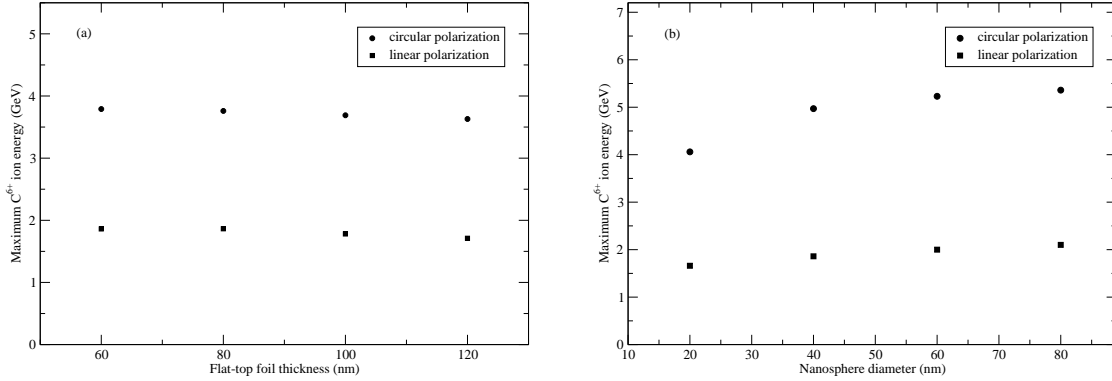 (a)
circular polarization
linear polarization
Maximum C⁶⁺ ion energy (GeV)
5
4
3
2
1
0
60 80 100 120
Flat-top foil thickness (nm)
(b)
circular polarization
linear polarization
Maximum C⁶⁺ ion energy (GeV)
7
6
5
4
3
2
1
0
10 20 30 40 50 60 70 80
Nanosphere diameter (nm)